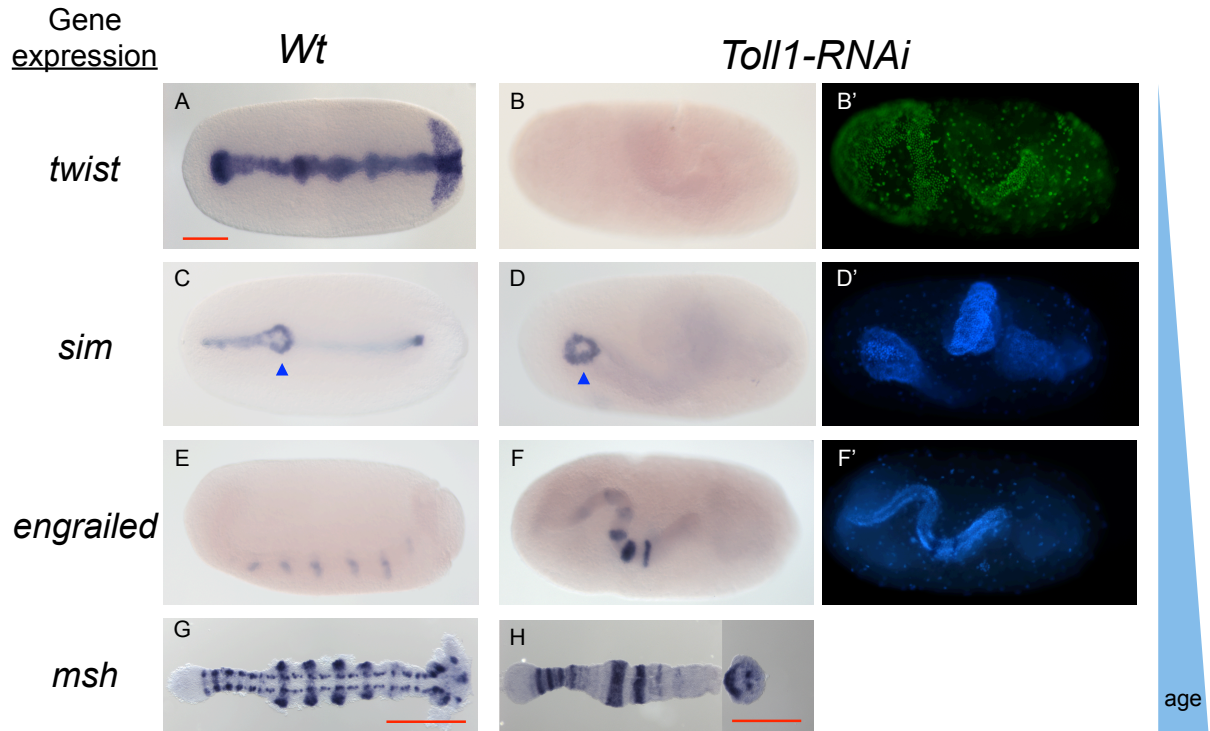 Gene
expression
Wt
Toll1-RNAi
twist
A
B
B’
sim
C
D
D’
engrailed
E
F
F’
msh
G
H
age